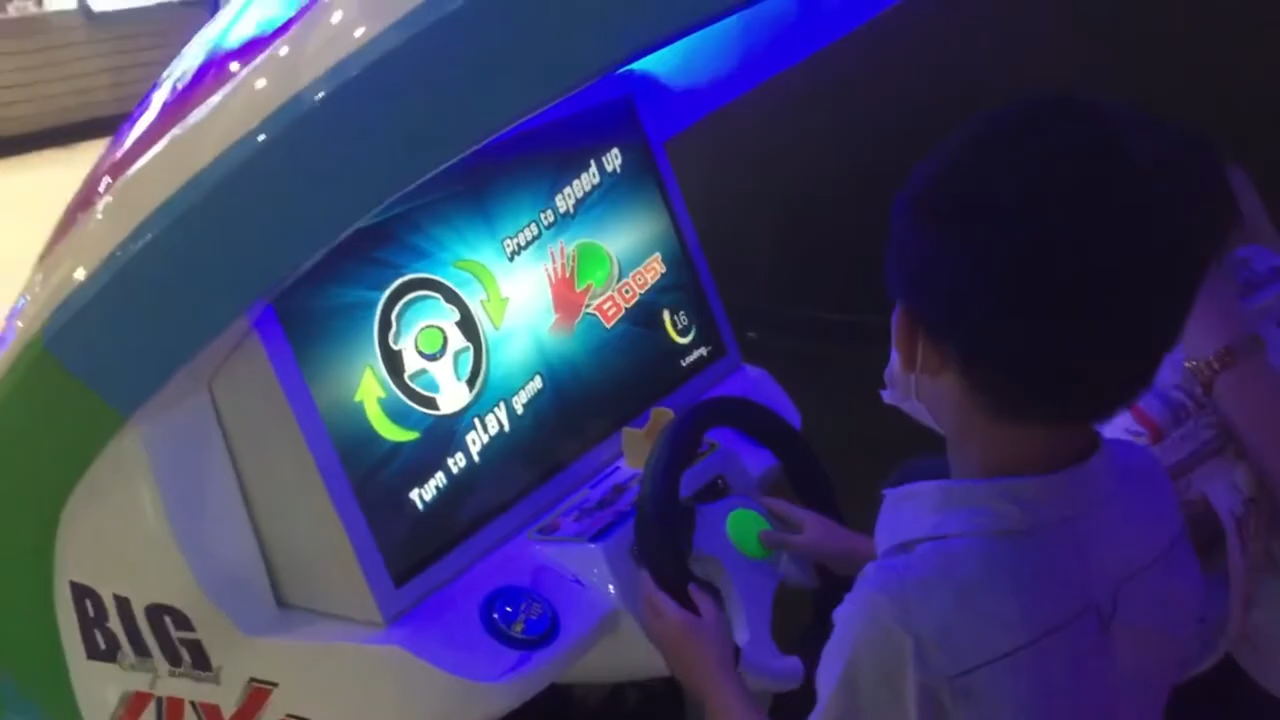 Press to speed up
BOOST
16
Loading...
Turn to play game
BIG